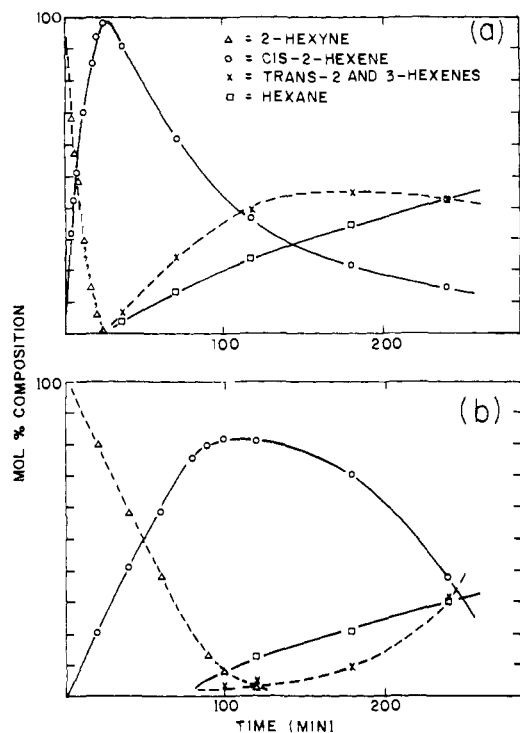 100
(a)
△ = 2-HEXYNE
○ = CIS-2-HEXENE
x = TRANS-2 AND 3-HEXENES
□ = HEXANE
100 200
100
(b)
MOL % COMPOSITION
100 200
TIME (MIN)